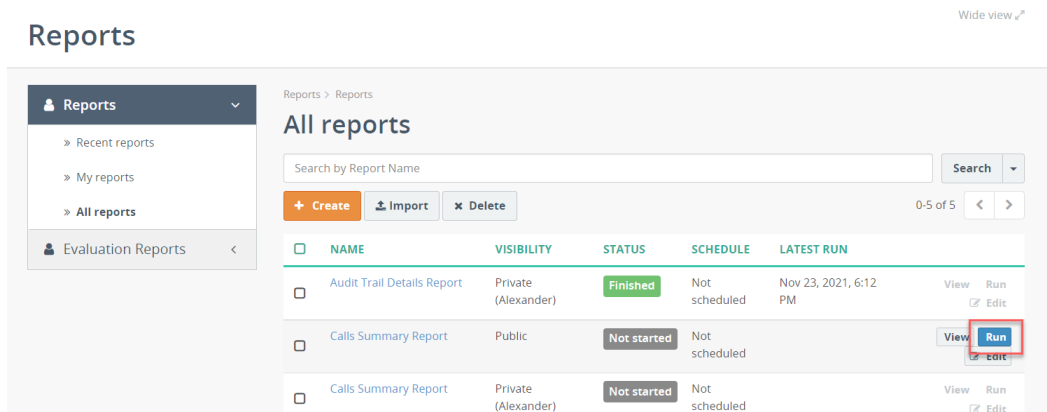 Wide view
Reports
Reports
Recent reports
My reports
All reports
Evaluation Reports
Reports > Reports
All reports
Search by Report Name
Search
Create
Import
Delete
0-5 of 5
NAME VISIBILITY STATUS SCHEDULE LATEST RUN
Audit Trail Details Report Private Finished Not Nov 23, 2021, 6:12 View Run
(Alexander) scheduled PM Edit
Calls Summary Report Public Not started Not View Run
scheduled Edit
Calls Summary Report Private Not started Not View Run
(Alexander) scheduled Edit